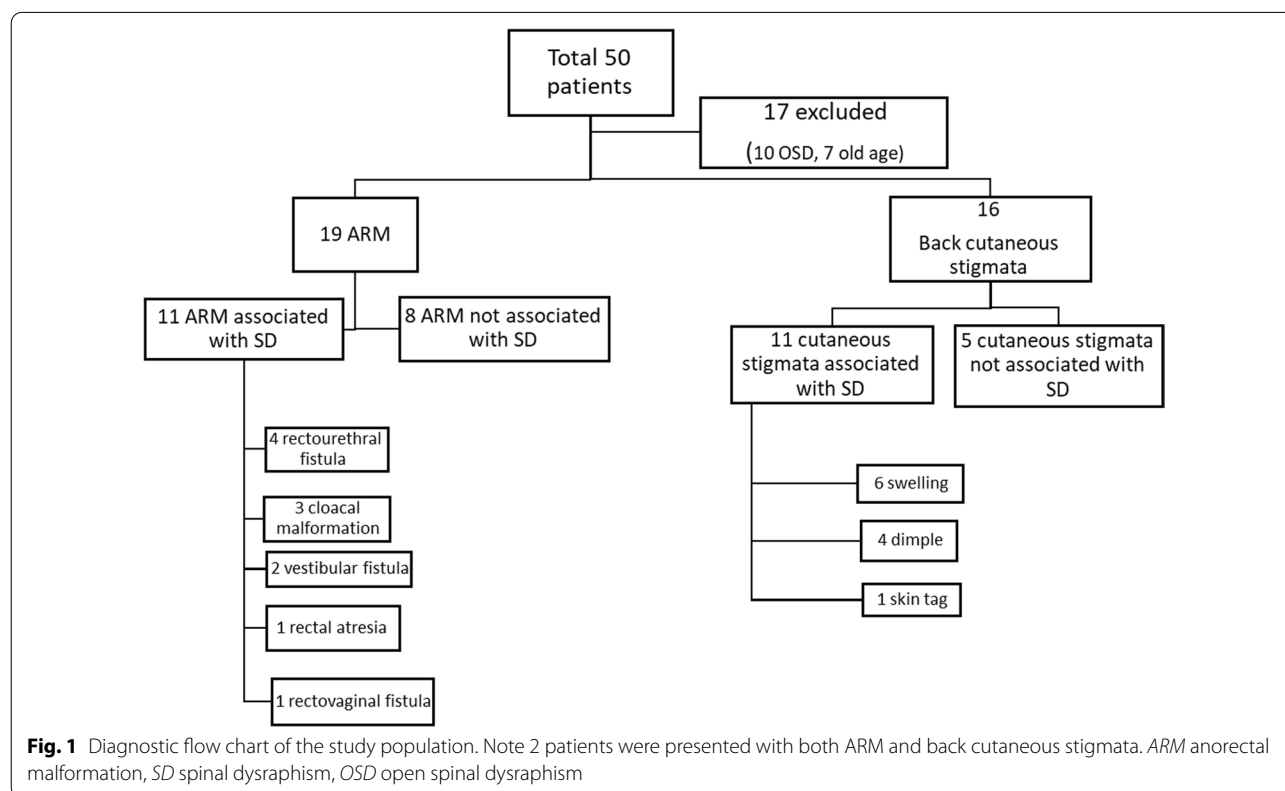 Total 50
patients
17 excluded
(10 OSD, 7 old age)
19 ARM
16
Back cutaneous
stigmata
11 ARM associated
with SD
8 ARM not associated
with SD
11 cutaneous
stigmata associated
with SD
5 cutaneous stigmata
not associated with
SD
4 rectourethral
fistula
3 cloacal
malformation
2 vestibular fistula
1 rectal atresia
1 rectovaginal fistula
6 swelling
4 dimple
1 skin tag
Fig. 1 Diagnostic flow chart of the study population. Note 2 patients were presented with both ARM and back cutaneous stigmata. ARM anorectal
malformation, SD spinal dysraphism, OSD open spinal dysraphism